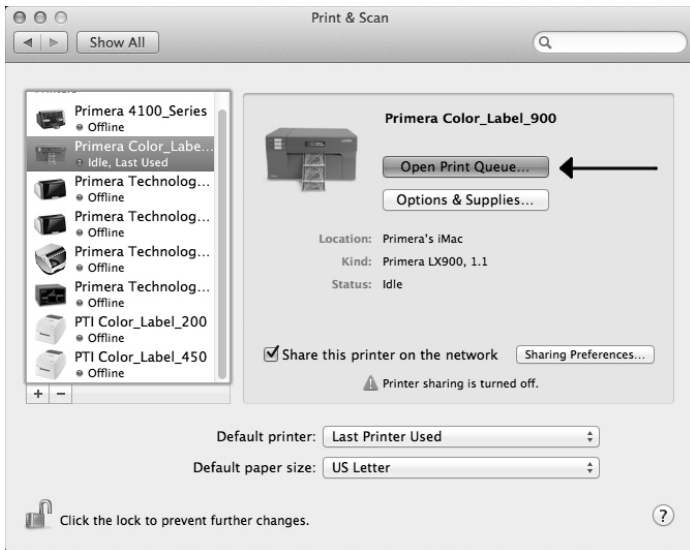 Print & Scan
Show All
Printers
Primera 4100_Series
Offline
Primera Color_Labe...
Idle, Last Used
Primera Technolog...
Offline
Primera Technolog...
Offline
Primera Technolog...
Offline
Primera Technolog...
Offline
PTI Color_Label_200
Offline
PTI Color_Label_450
Offline
+ −
Primera Color_Label_900
Open Print Queue...
Options & Supplies...
Location: Primera's iMac
Kind: Primera LX900, 1.1
Status: Idle
Share this printer on the network Sharing Preferences...
Printer sharing is turned off.
Default printer: Last Printer Used
Default paper size: US Letter
Click the lock to prevent further changes.
?